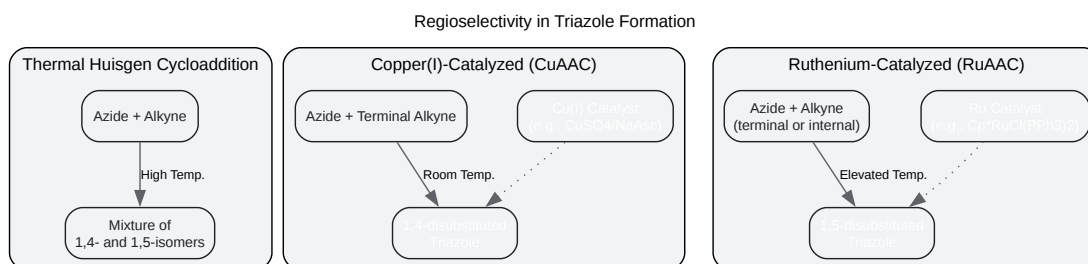 Regioselectivity in Triazole Formation
Thermal Huisgen Cycloaddition
Azide + Alkyne
High Temp.
Mixture of
1,4- and 1,5-isomers
Copper(I)-Catalyzed (CuAAC)
Azide + Terminal Alkyne
Cu(I) Catalyst
(e.g., CuSO4/NaAsc)
Room Temp.
1,4-disubstituted
Triazole
Ruthenium-Catalyzed (RuAAC)
Azide + Alkyne
(terminal or internal)
Ru Catalyst
(e.g., Cp*RuCl(PPh3)2)
Elevated Temp.
1,5-disubstituted
Triazole